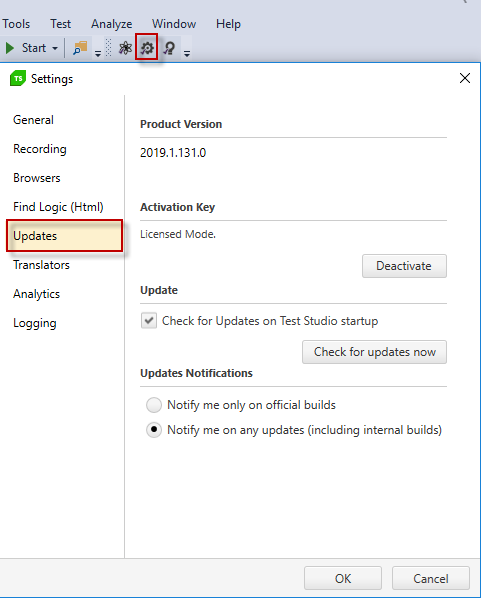 Tools Test Analyze Window Help
Start
TS Settings
General
Recording
Browsers
Find Logic (Html)
Updates
Translators
Analytics
Logging
Product Version
2019.1.131.0
Activation Key
Licensed Mode.
Deactivate
Update
Check for Updates on Test Studio startup
Check for updates now
Updates Notifications
Notify me only on official builds
Notify me on any updates (including internal builds)
OK Cancel